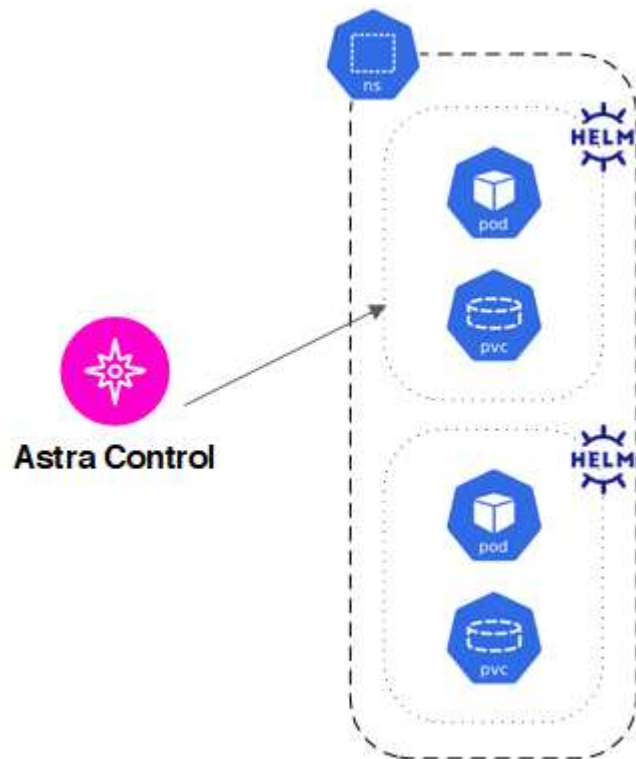 ns
HELM
pod
pvc
Astra Control
HELM
pod
pvc